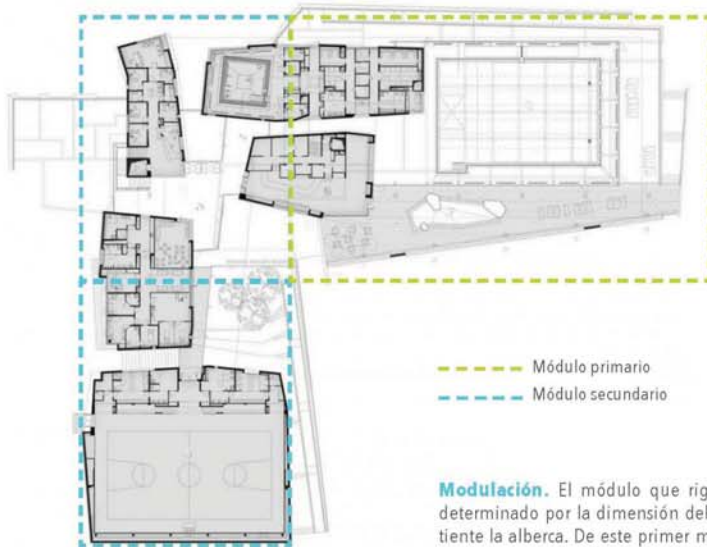 Módulo primario
Módulo secundario
Modulación. El módulo que rig
determinado por la dimensión del
tiente la alberca. De este primer m